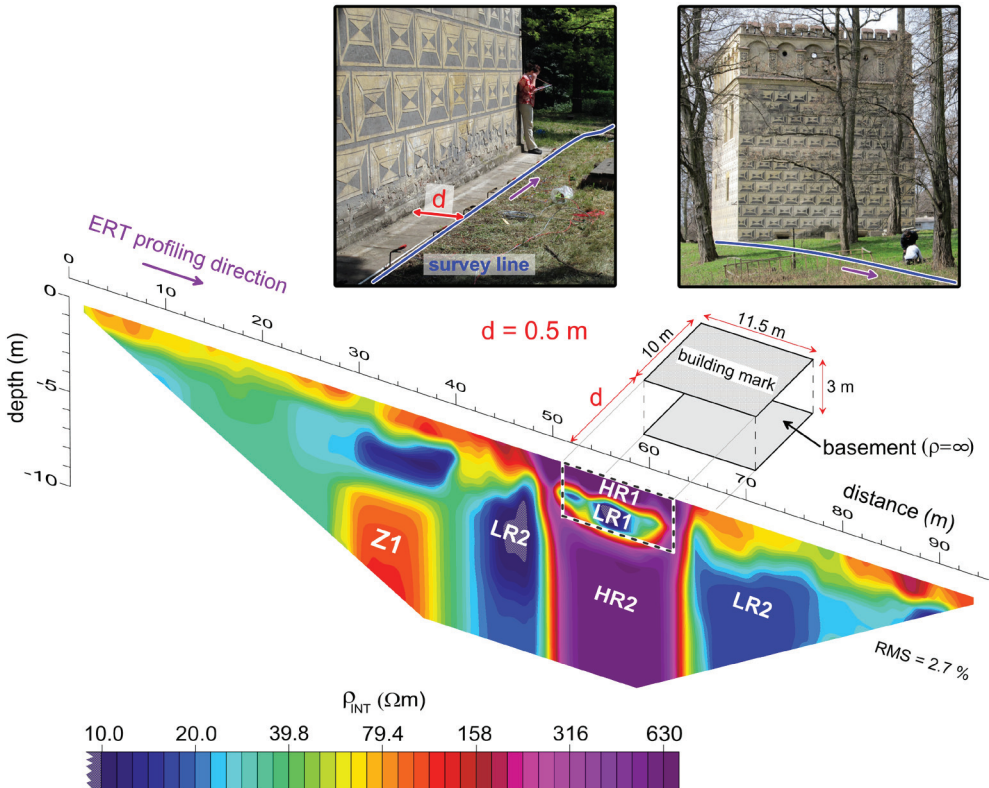 d
survey line
ERT profiling direction
0
10
20
30
40
50
60
70
80
90
distance (m)
0
-5
-10
depth (m)
d = 0.5 m
d
10 m
11.5 m
3 m
building mark
basement (ρ=∞)
HR1
LR1
Z1
LR2
HR2
LR2
RMS = 2.7 %
ρINT (Ωm)
10.0 20.0 39.8 79.4 158 316 630